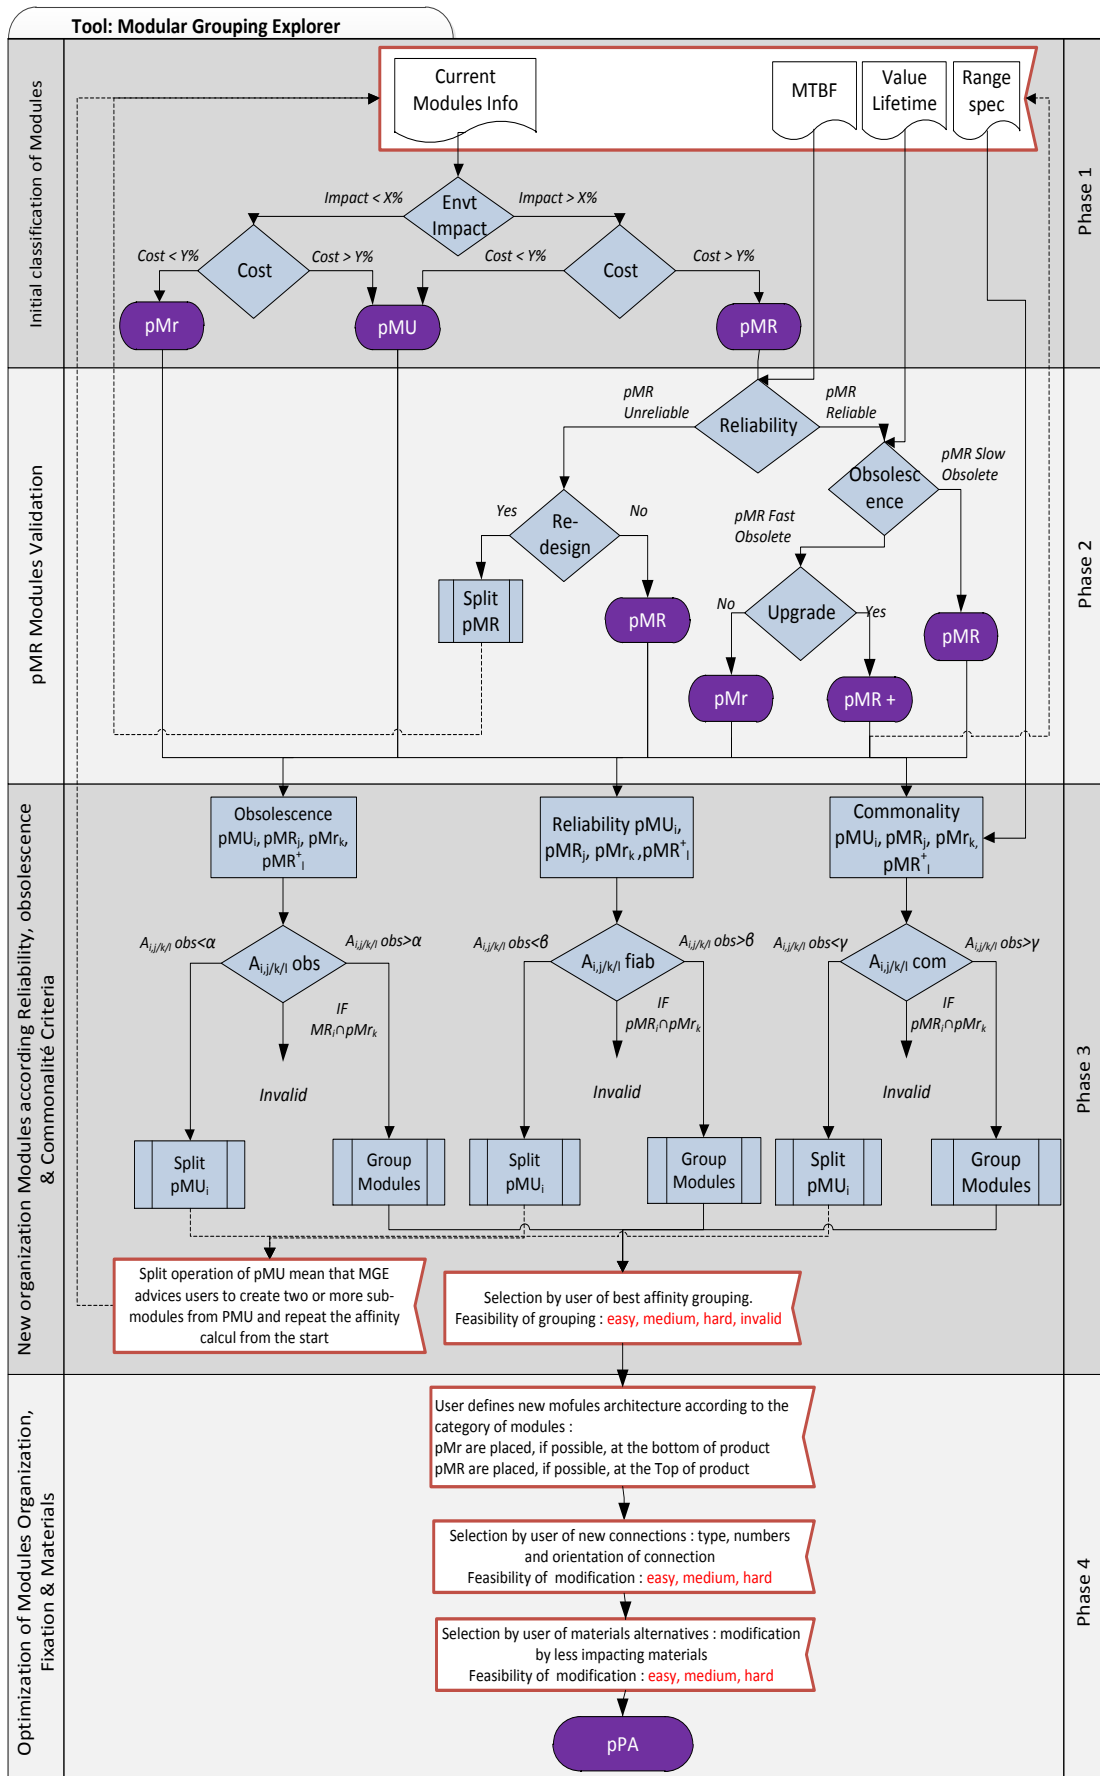 Tool: Modular Grouping Explorer
Initial classification of Modules
Phase 1
Current
Modules Info
MTBF
Value
Lifetime
Range
spec
Impact < X%
Envt
Impact
Impact > X%
Cost < Y%
Cost
Cost > Y%
Cost < Y%
Cost
Cost > Y%
pMr
pMU
pMR
pMR Modules Validation
Phase 2
pMR
Unreliable
Reliability
pMR
Reliable
Obsolesc
ence
pMR Slow
Obsolete
Yes
Re-
design
No
pMR Fast
Obsolete
Split
pMR
pMR
No
Upgrade
Yes
pMR
pMr
pMR +
New organization Modules according Reliability, obsolescence
& Commonalité Criteria
Phase 3
Obsolescence
pMUi, pMRj, pMrk,
pMR+l
Reliability pMUi,
pMRj, pMrk ,pMR+l
Commonality
pMUi, pMRj, pMrk,
pMR+l
Ai,j/k/l obs<α
Ai,j/k/l obs
Ai,j/k/l obs>α
IF
MRi∩pMrk
Invalid
Ai,j/k/l obs<β
Ai,j/k/l fiab
Ai,j/k/l obs>β
IF
pMRi∩pMrk
Invalid
Ai,j/k/l obs<γ
Ai,j/k/l com
Ai,j/k/l obs>γ
IF
pMRi∩pMrk
Invalid
Split
pMUi
Group
Modules
Split
pMUi
Group
Modules
Split
pMUi
Group
Modules
Split operation of pMU mean that MGE
advices users to create two or more sub-
modules from PMU and repeat the affinity
calcul from the start
Selection by user of best affinity grouping.
Feasibility of grouping : easy, medium, hard, invalid
Optimization of Modules Organization,
Fixation & Materials
Phase 4
User defines new mofules architecture according to the
category of modules :
pMr are placed, if possible, at the bottom of product
pMR are placed, if possible, at the Top of product
Selection by user of new connections : type, numbers
and orientation of connection
Feasibility of modification : easy, medium, hard
Selection by user of materials alternatives : modification
by less impacting materials
Feasibility of modification : easy, medium, hard
pPA